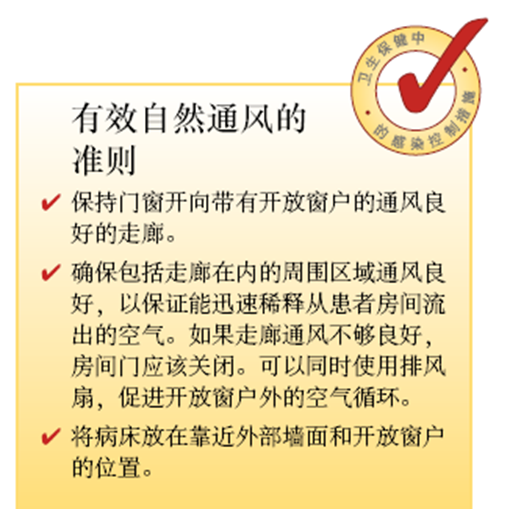 卫生保健中
的感染控制措施
有效自然通风的
准则
保持门窗开向带有开放窗户的通风良
好的走廊。
确保包括走廊在内的周围区域通风良
好，以保证能迅速稀释从患者房间流
出的空气。如果走廊通风不够良好，
房间门应该关闭。可以同时使用排风
扇，促进开放窗户外的空气循环。
将病床放在靠近外部墙面和开放窗户
的位置。